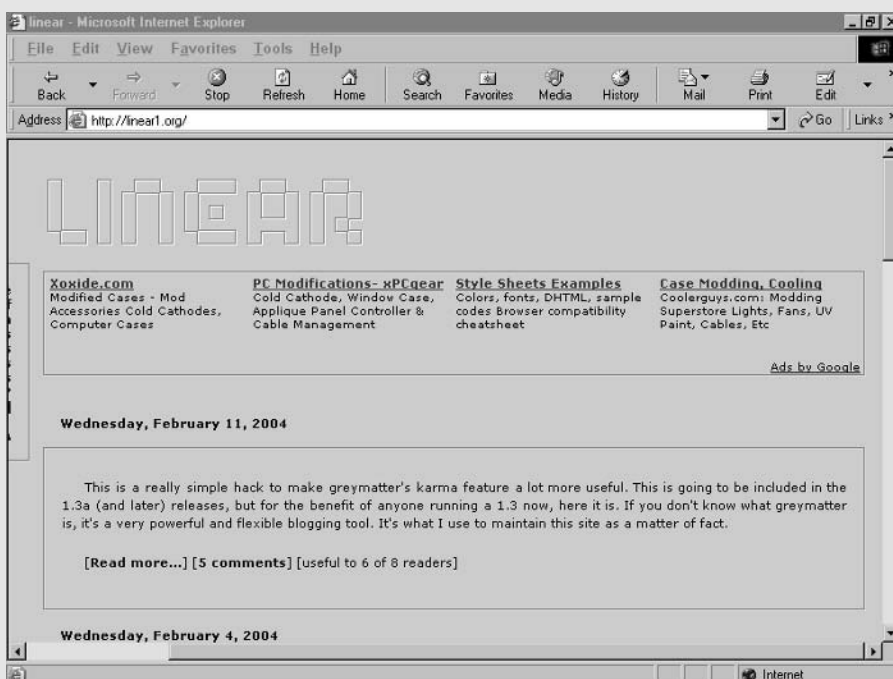 linear - Microsoft Internet Explorer
File Edit View Favorites Tools Help
Back Forward Stop Refresh Home Search Favorites Media History Mail Print Edit
Address http://linear1.org/ Go Links
LINEAR
Xoxide.com
Modified Cases - Mod
Accessories Cold Cathodes,
Computer Cases
PC Modifications- xPCgear
Cold Cathode, Window Case,
Applique Panel Controller &
Cable Management
Style Sheets Examples
Colors, fonts, DHTML, sample
codes Browser compatibility
cheatsheet
Case Modding, Cooling
Coolerguys.com: Modding
Superstore Lights, Fans, UV
Paint, Cables, Etc
Ads by Google
Wednesday, February 11, 2004
This is a really simple hack to make greymatter's karma feature a lot more useful. This is going to be included in the
1.3a (and later) releases, but for the benefit of anyone running a 1.3 now, here it is. If you don't know what greymatter
is, it's a very powerful and flexible blogging tool. It's what I use to maintain this site as a matter of fact.
[Read more...] [5 comments] [useful to 6 of 8 readers]
Wednesday, February 4, 2004
Internet